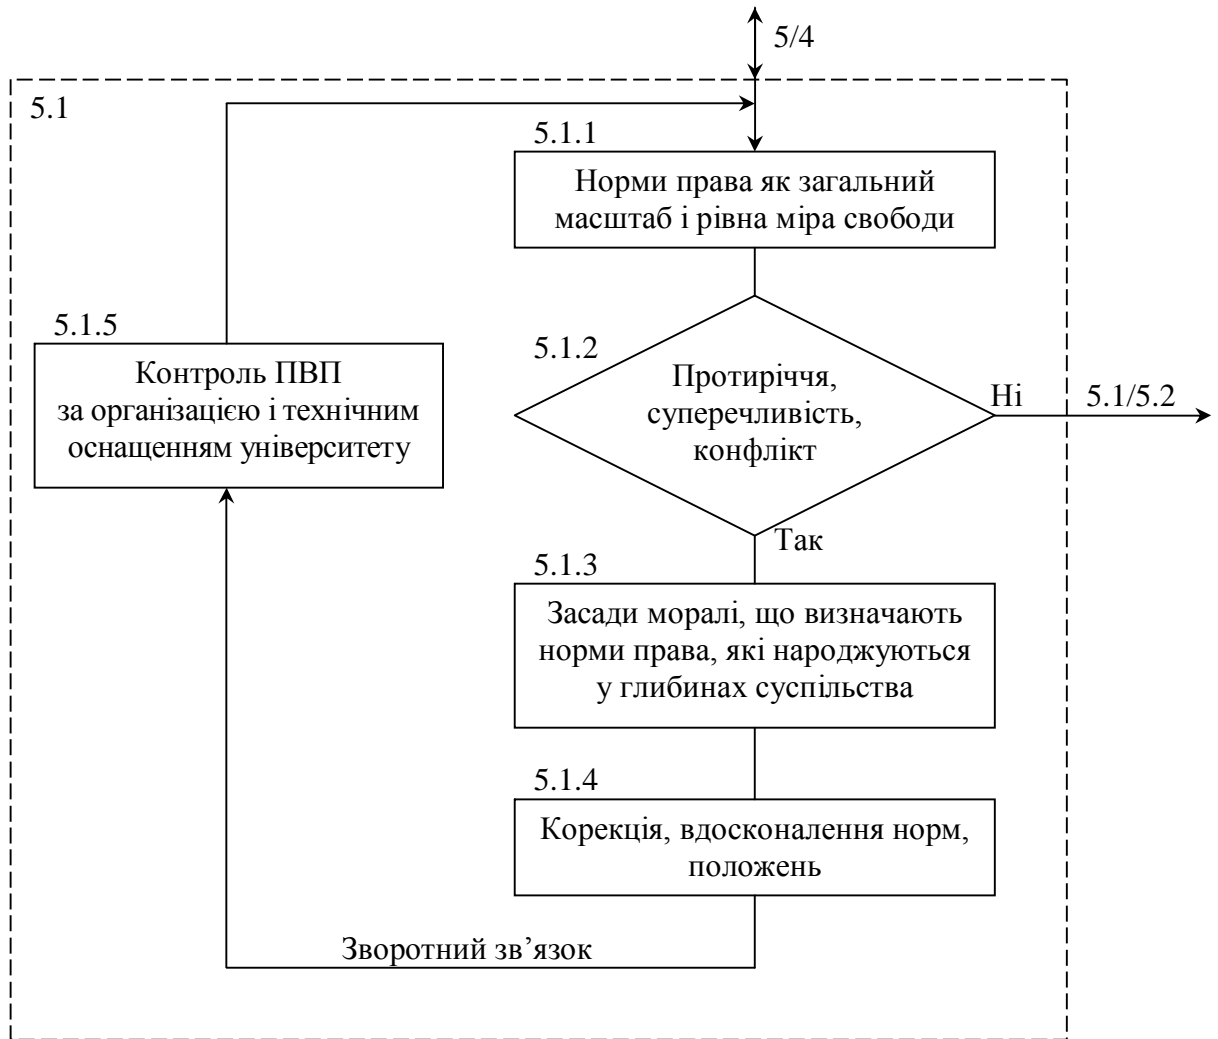 5/4
5.1
5.1.1
Норми права як загальний
масштаб і рівна міра свободи
5.1.5
Контроль ПВП
за організацією і технічним
оснащенням університету
5.1.2
Протиріччя,
суперечливість,
конфлікт
Ні
5.1/5.2
Так
5.1.3
Засади моралі, що визначають
норми права, які народжуються
у глибинах суспільства
5.1.4
Корекція, вдосконалення норм,
положень
Зворотний зв’язок